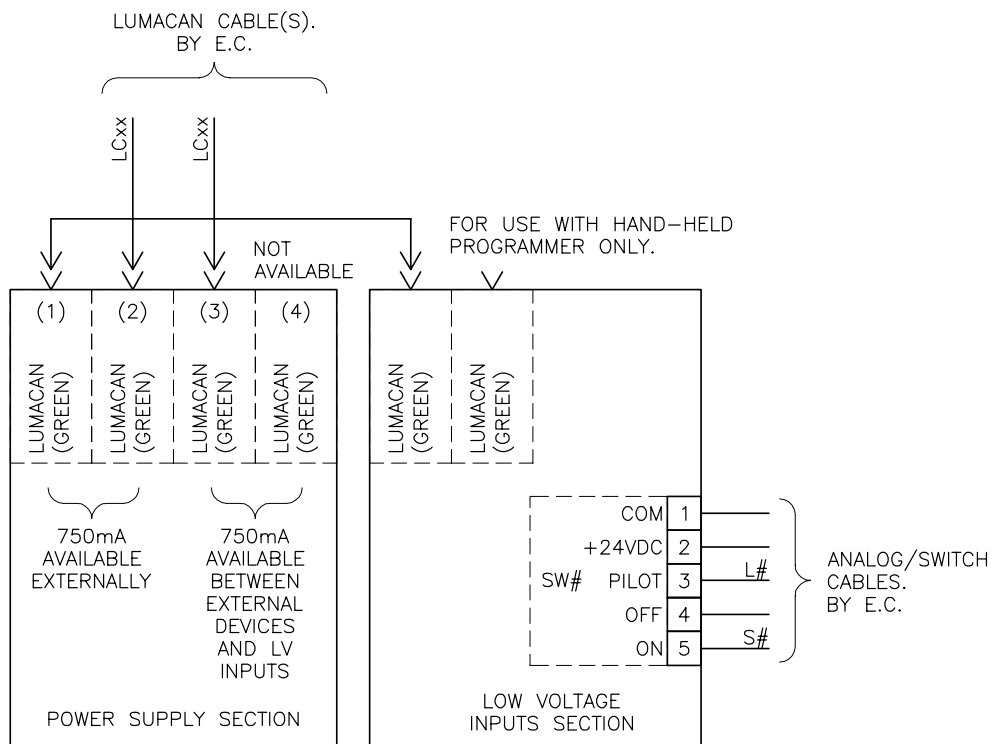 LUMACAN CABLE(S).
BY E.C.
LCxx
LCxx
NOT
AVAILABLE
FOR USE WITH HAND-HELD
PROGRAMMER ONLY.
(1)
(2)
(3)
(4)
LUMACAN
(GREEN)
LUMACAN
(GREEN)
LUMACAN
(GREEN)
LUMACAN
(GREEN)
LUMACAN
(GREEN)
LUMACAN
(GREEN)
750mA
AVAILABLE
EXTERNALLY
750mA
AVAILABLE
BETWEEN
EXTERNAL
DEVICES
AND LV
INPUTS
POWER SUPPLY SECTION
SW#
COM 1
+24VDC 2
PILOT 3 L#
OFF 4
ON 5 S#
ANALOG/SWITCH
CABLES.
BY E.C.
LOW VOLTAGE
INPUTS SECTION